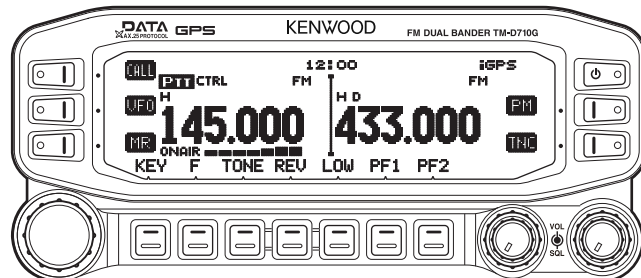 DATA GPS KENWOOD FM DUAL BANDER TM-D710G
AX.25 PROTOCOL
CALL 12:00 iGPS
PTT CTRL FM FM
H H D
VFO 145.000 433.000 PM
MR ONAIR TNC
KEY F TONE REV LOW PF1 PF2
VOL
SQL